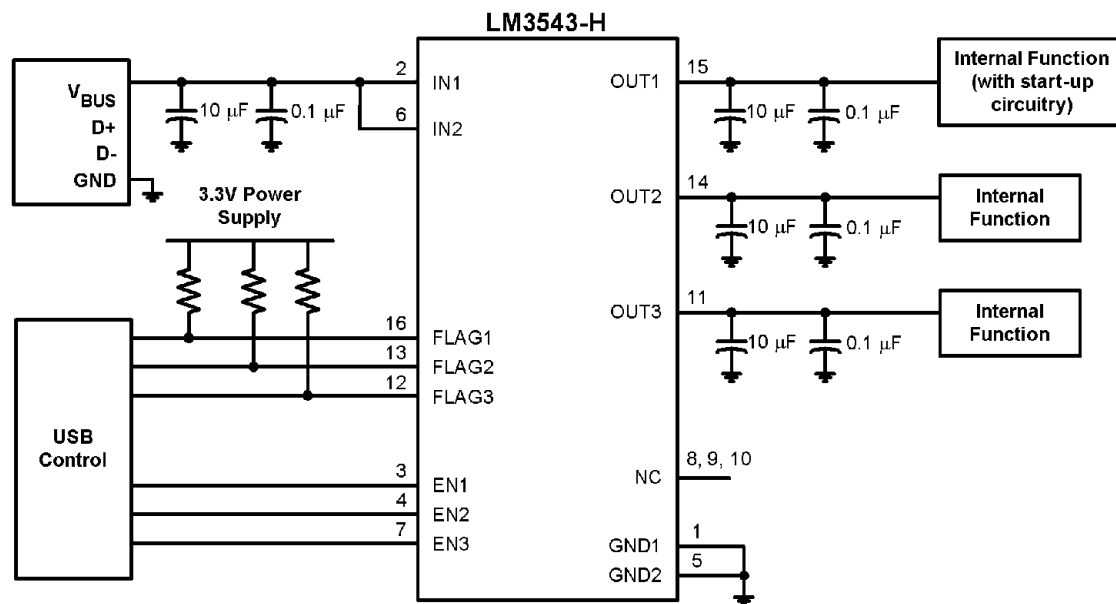 LM3543-H
VBUS
D+
D-
GND
10 µF
0.1 µF
2
IN1
6
IN2
3.3V Power
Supply
USB
Control
16
FLAG1
13
FLAG2
12
FLAG3
3
EN1
4
EN2
7
EN3
OUT1
15
10 µF
0.1 µF
Internal Function
(with start-up
circuitry)
OUT2
14
10 µF
0.1 µF
Internal
Function
OUT3
11
10 µF
0.1 µF
Internal
Function
NC
8, 9, 10
GND1
1
GND2
5